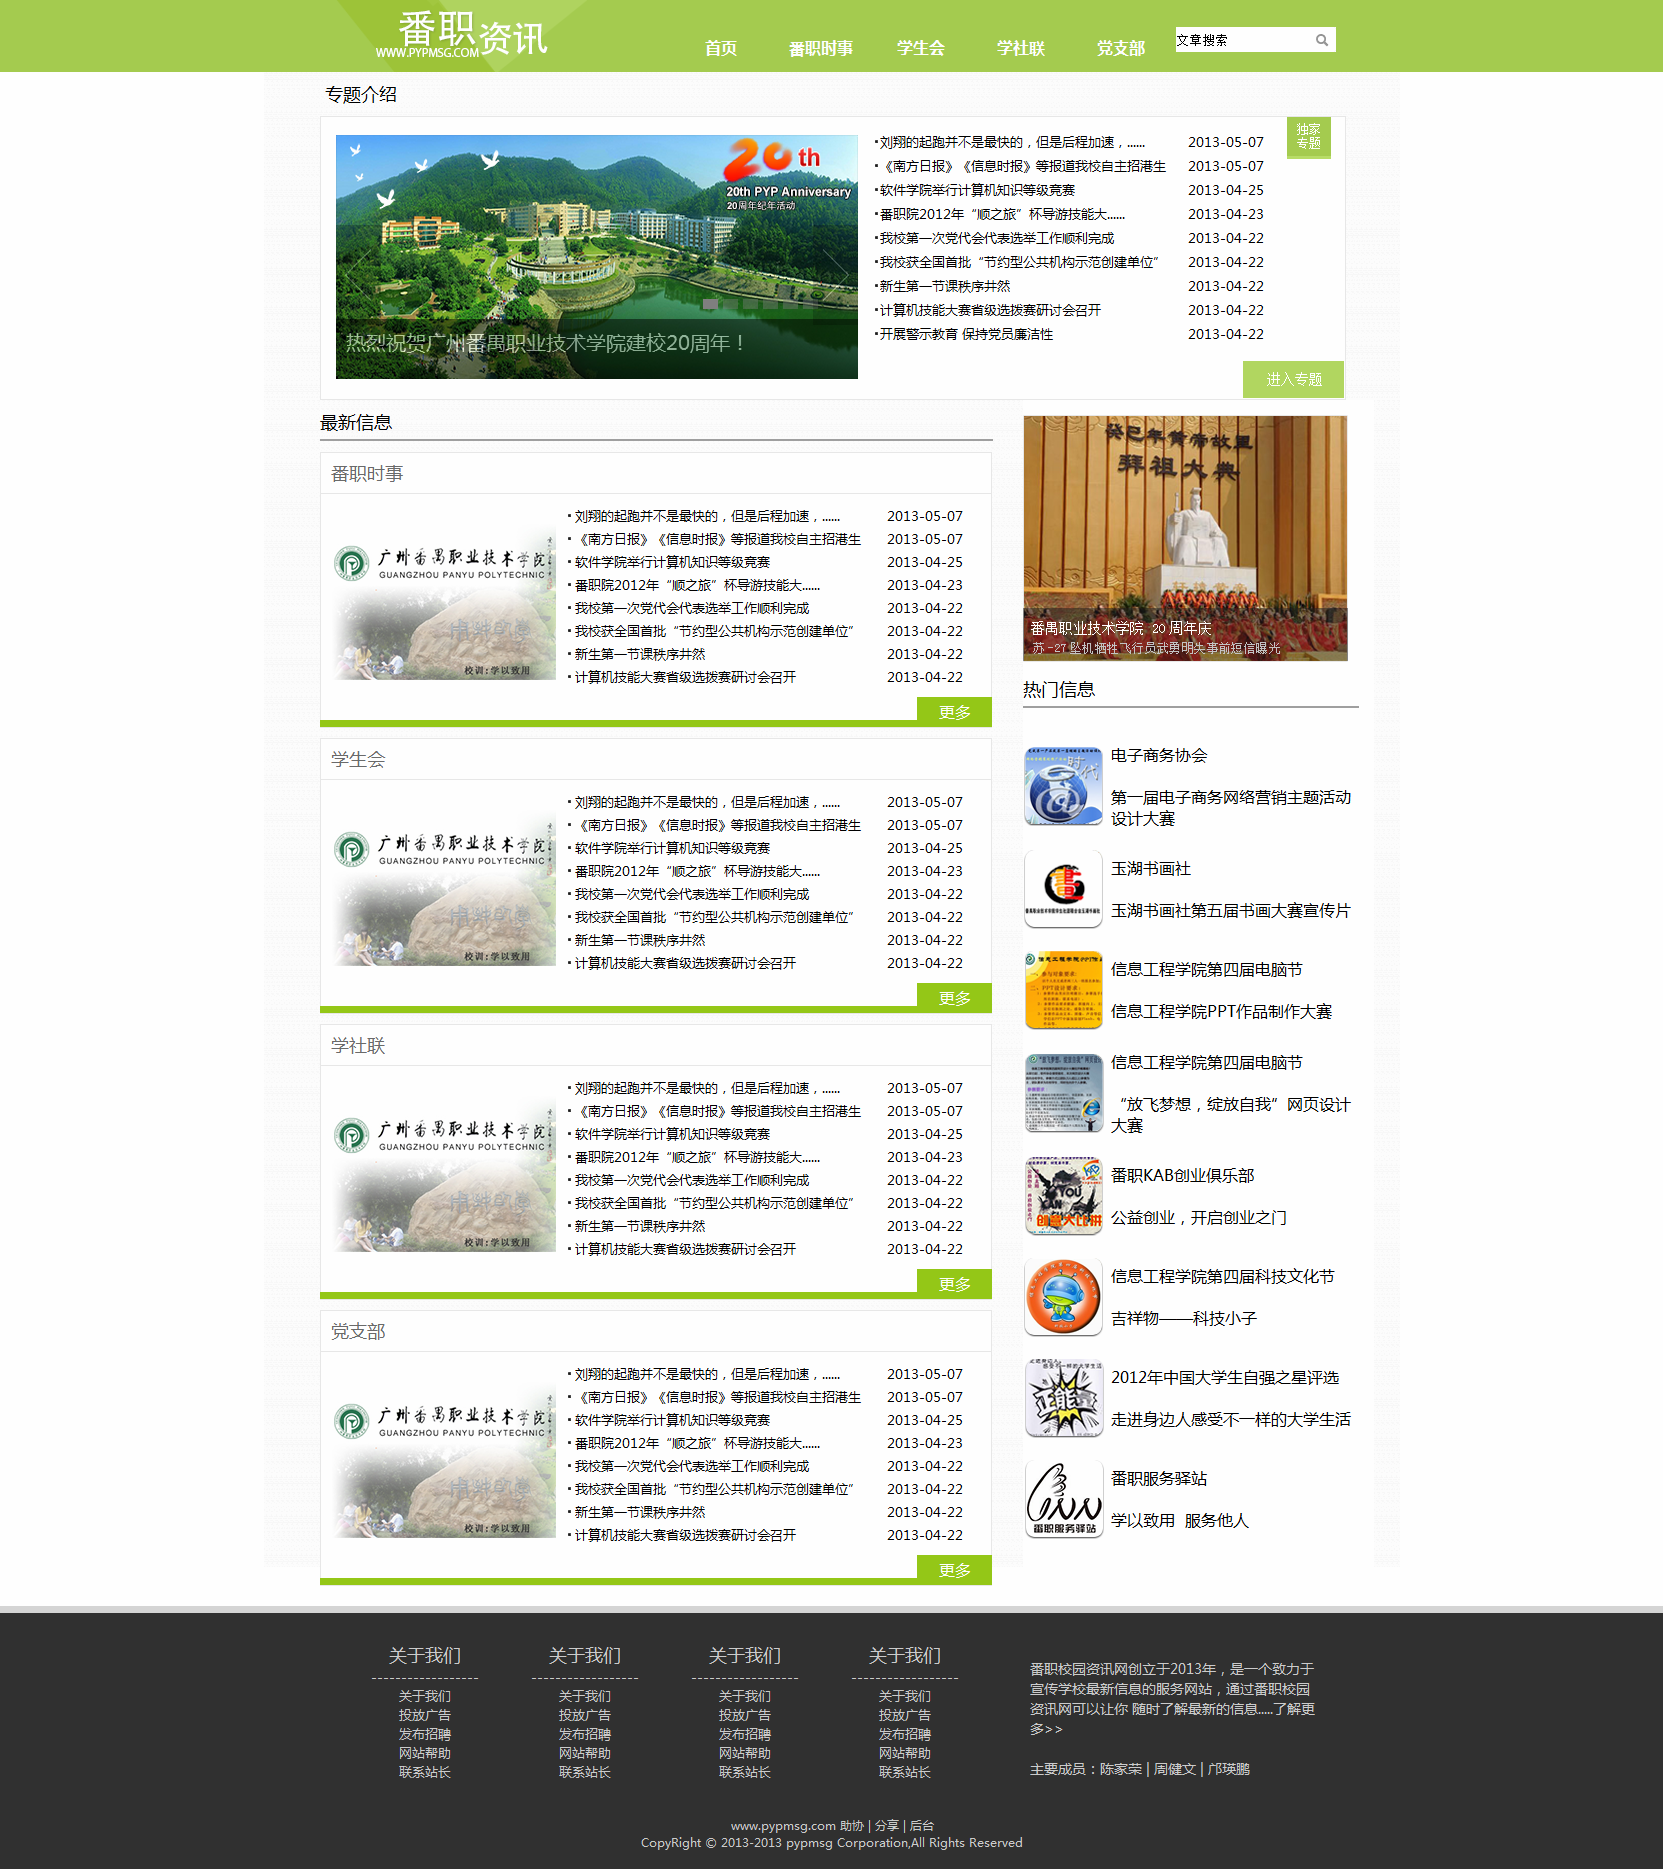 番职资讯
WWW.PYPMSG.COM
首页 番职时事 学生会 学社联 党支部
文章搜索
专题介绍
20th
20th PYP Anniversary
20周年纪年活动
热烈祝贺广州番禺职业技术学院建校20周年！
·刘翔的起跑并不是最快的，但是后程加速，...... 2013-05-07
·《南方日报》《信息时报》等报道我校自主招港生 2013-05-07
·软件学院举行计算机知识等级竞赛 2013-04-25
·番职院2012年“顺之旅”杯导游技能大...... 2013-04-23
·我校第一次党代会代表选举工作顺利完成 2013-04-22
·我校获全国首批“节约型公共机构示范创建单位” 2013-04-22
·新生第一节课秩序井然 2013-04-22
·计算机技能大赛省级选拨赛研讨会召开 2013-04-22
·开展警示教育 保持党员廉洁性 2013-04-22
独家
专题
进入专题
最新信息
番职时事
广州番禺职业技术学院
GUANGZHOU PANYU POLYTECHNIC
校训:学以致用
· 刘翔的起跑并不是最快的，但是后程加速，...... 2013-05-07
· 《南方日报》《信息时报》等报道我校自主招港生 2013-05-07
· 软件学院举行计算机知识等级竞赛 2013-04-25
· 番职院2012年“顺之旅”杯导游技能大...... 2013-04-23
· 我校第一次党代会代表选举工作顺利完成 2013-04-22
· 我校获全国首批“节约型公共机构示范创建单位” 2013-04-22
· 新生第一节课秩序井然 2013-04-22
· 计算机技能大赛省级选拨赛研讨会召开 2013-04-22
更多
学生会
广州番禺职业技术学院
GUANGZHOU PANYU POLYTECHNIC
校训:学以致用
· 刘翔的起跑并不是最快的，但是后程加速，...... 2013-05-07
· 《南方日报》《信息时报》等报道我校自主招港生 2013-05-07
· 软件学院举行计算机知识等级竞赛 2013-04-25
· 番职院2012年“顺之旅”杯导游技能大...... 2013-04-23
· 我校第一次党代会代表选举工作顺利完成 2013-04-22
· 我校获全国首批“节约型公共机构示范创建单位” 2013-04-22
· 新生第一节课秩序井然 2013-04-22
· 计算机技能大赛省级选拨赛研讨会召开 2013-04-22
更多
学社联
广州番禺职业技术学院
GUANGZHOU PANYU POLYTECHNIC
校训:学以致用
· 刘翔的起跑并不是最快的，但是后程加速，...... 2013-05-07
· 《南方日报》《信息时报》等报道我校自主招港生 2013-05-07
· 软件学院举行计算机知识等级竞赛 2013-04-25
· 番职院2012年“顺之旅”杯导游技能大...... 2013-04-23
· 我校第一次党代会代表选举工作顺利完成 2013-04-22
· 我校获全国首批“节约型公共机构示范创建单位” 2013-04-22
· 新生第一节课秩序井然 2013-04-22
· 计算机技能大赛省级选拨赛研讨会召开 2013-04-22
更多
党支部
广州番禺职业技术学院
GUANGZHOU PANYU POLYTECHNIC
校训:学以致用
· 刘翔的起跑并不是最快的，但是后程加速，...... 2013-05-07
· 《南方日报》《信息时报》等报道我校自主招港生 2013-05-07
· 软件学院举行计算机知识等级竞赛 2013-04-25
· 番职院2012年“顺之旅”杯导游技能大...... 2013-04-23
· 我校第一次党代会代表选举工作顺利完成 2013-04-22
· 我校获全国首批“节约型公共机构示范创建单位” 2013-04-22
· 新生第一节课秩序井然 2013-04-22
· 计算机技能大赛省级选拨赛研讨会召开 2013-04-22
更多
癸巳年黄帝故里
拜祖大典
番禺职业技术学院 20 周年庆
苏-27坠机牺牲飞行员武勇明失事前短信曝光
热门信息
时代
电子商务协会
第一届电子商务网络营销主题活动
设计大赛
玉湖书画社
玉湖书画社第五届书画大赛宣传片
信息工程学院第四届电脑节
信息工程学院PPT作品制作大赛
信息工程学院第四届电脑节
“放飞梦想，绽放自我”网页设计
大赛
YOU
CAN
创意大比拼
番职KAB创业俱乐部
公益创业，开启创业之门
信息工程学院第四届科技文化节
吉祥物——科技小子
正能量
2012年中国大学生自强之星评选
走进身边人感受不一样的大学生活
番职服务驿站
番职服务驿站
学以致用 服务他人
关于我们 关于我们 关于我们 关于我们
------------------ ------------------ ------------------ ------------------
关于我们 关于我们 关于我们 关于我们
投放广告 投放广告 投放广告 投放广告
发布招聘 发布招聘 发布招聘 发布招聘
网站帮助 网站帮助 网站帮助 网站帮助
联系站长 联系站长 联系站长 联系站长
番职校园资讯网创立于2013年，是一个致力于
宣传学校最新信息的服务网站，通过番职校园
资讯网可以让你 随时了解最新的信息.....了解更
多>>
主要成员：陈家荣 | 周健文 | 邝瑛鹏
www.pypmsg.com 助协 | 分享 | 后台
CopyRight © 2013-2013 pypmsg Corporation,All Rights Reserved